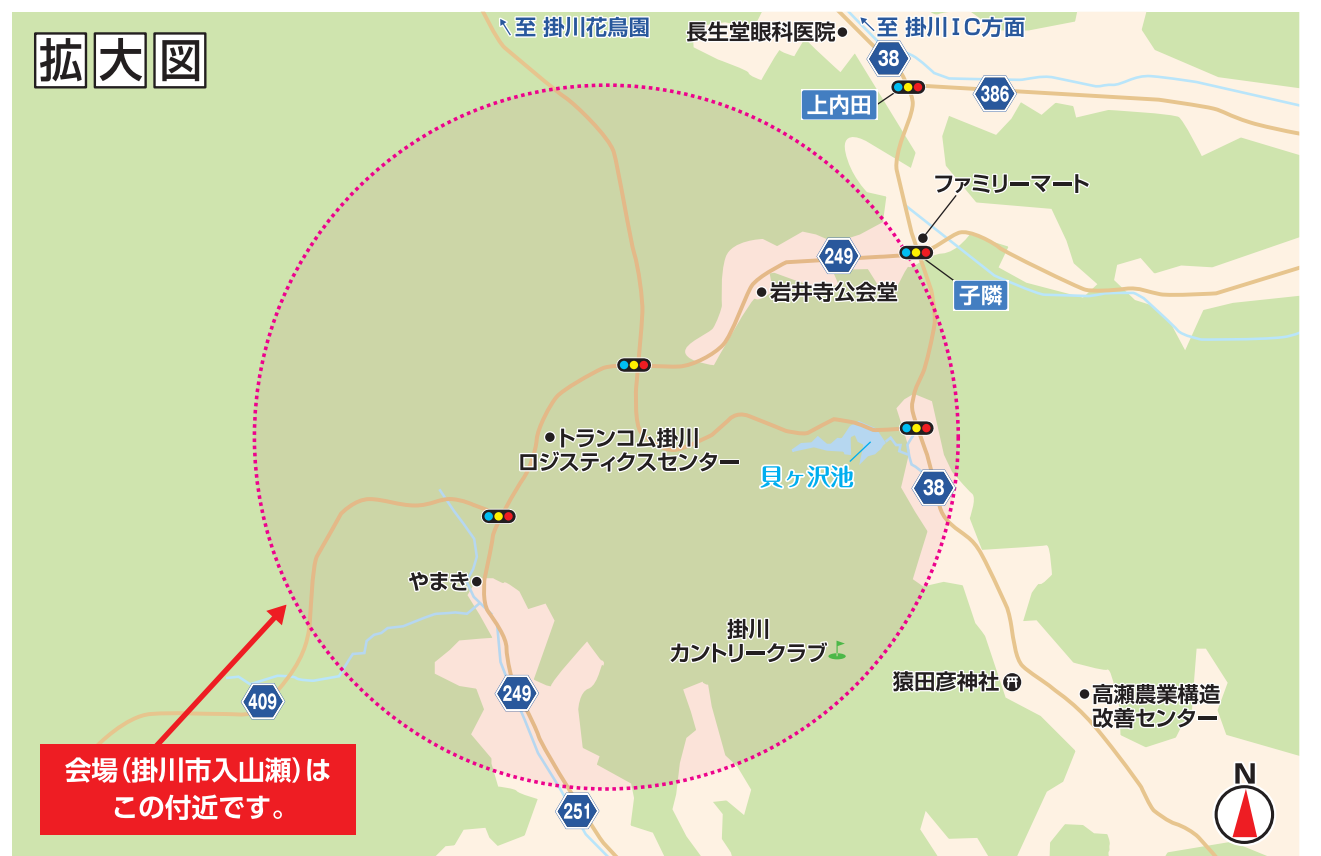 拡大図
至 掛川花鳥園
長生堂眼科医院
至 掛川IC方面
38
386
上内田
ファミリーマート
249
子隣
岩井寺公会堂
トランコム掛川
ロジスティクスセンター
貝ヶ沢池
38
やまき
掛川
カントリークラブ
猿田彦神社
409
249
高瀬農業構造
改善センター
会場(掛川市入山瀬)は
この付近です。
251
N